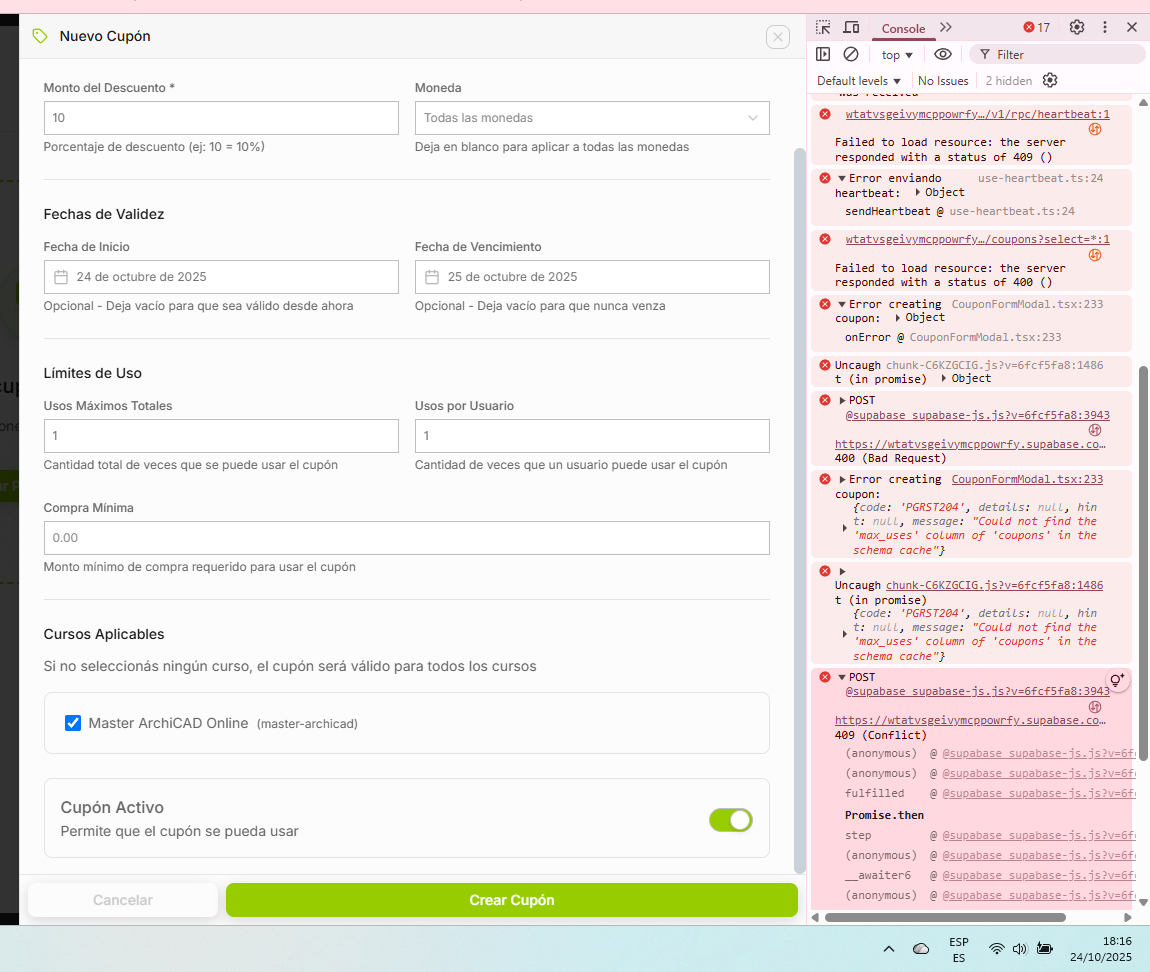 Nuevo Cupón
Monto del Descuento *
Moneda
10
Todas las monedas
Porcentaje de descuento (ej: 10 = 10%)
Deja en blanco para aplicar a todas las monedas
Fechas de Validez
Fecha de Inicio
Fecha de Vencimiento
24 de octubre de 2025
25 de octubre de 2025
Opcional - Deja vacío para que sea válido desde ahora
Opcional - Deja vacío para que nunca venza
Límites de Uso
Usos Máximos Totales
Usos por Usuario
1
1
Cantidad total de veces que se puede usar el cupón
Cantidad de veces que un usuario puede usar el cupón
Compra Mínima
0.00
Monto mínimo de compra requerido para usar el cupón
Cursos Aplicables
Si no seleccionás ningún curso, el cupón será válido para todos los cursos
Master ArchiCAD Online (master-archicad)
Cupón Activo
Permite que el cupón se pueda usar
Cancelar
Crear Cupón
Console
17
top
Filter
Default levels
No Issues
2 hidden
was received
wtatvsgeivymcppowrfy…/v1/rpc/heartbeat:1
Failed to load resource: the server
responded with a status of 409 ()
Error enviando use-heartbeat.ts:24
heartbeat: Object
sendHeartbeat @ use-heartbeat.ts:24
wtatvsgeivymcppowrfy…/coupons?select=*:1
Failed to load resource: the server
responded with a status of 400 ()
Error creating CouponFormModal.tsx:233
coupon: Object
onError @ CouponFormModal.tsx:233
Uncaugh chunk-C6KZGCIG.js?v=6fcf5fa8:1486
t (in promise) Object
POST
@supabase_supabase-js.js?v=6fcf5fa8:3943
https://wtatvsgeivymcppowrfy.supabase.co…
400 (Bad Request)
Error creating CouponFormModal.tsx:233
coupon:
{code: 'PGRST204', details: null, hin
t: null, message: "Could not find the
'max_uses' column of 'coupons' in the
schema cache"}
Uncaugh chunk-C6KZGCIG.js?v=6fcf5fa8:1486
t (in promise)
{code: 'PGRST204', details: null, hin
t: null, message: "Could not find the
'max_uses' column of 'coupons' in the
schema cache"}
POST
@supabase_supabase-js.js?v=6fcf5fa8:3943
https://wtatvsgeivymcppowrfy.supabase.co…
409 (Conflict)
(anonymous) @ @supabase_supabase-js.js?v=6f
(anonymous) @ @supabase_supabase-js.js?v=6f
fulfilled @ @supabase_supabase-js.js?v=6f
Promise.then
step @ @supabase_supabase-js.js?v=6f
(anonymous) @ @supabase_supabase-js.js?v=6f
__awaiter6 @ @supabase_supabase-js.js?v=6f
(anonymous) @ @supabase_supabase-js.js?v=6f
ESP
ES
18:16
24/10/2025